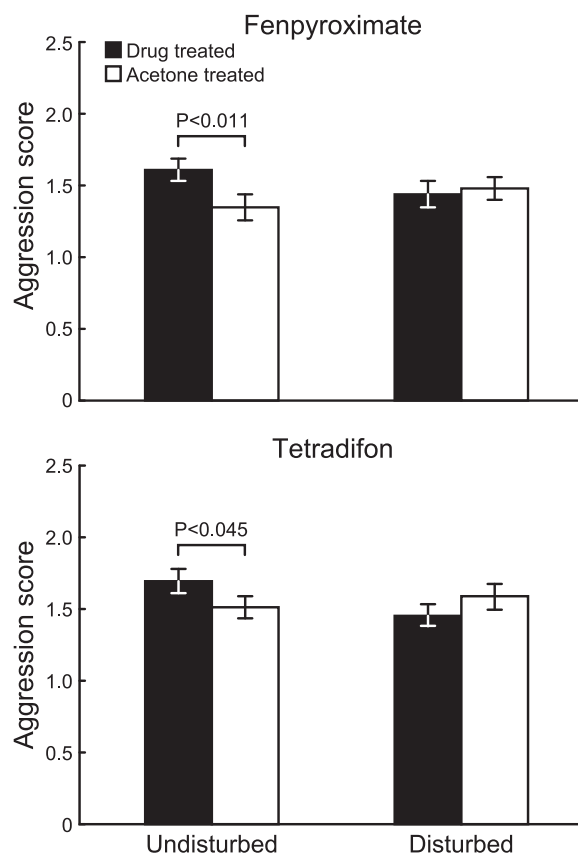 Fenpyroximate
Drug treated
Acetone treated
P<0.011
Aggression score
2.5
2.0
1.5
1.0
0.5
0
Tetradifon
P<0.045
Aggression score
2.5
2.0
1.5
1.0
0.5
0
Undisturbed Disturbed